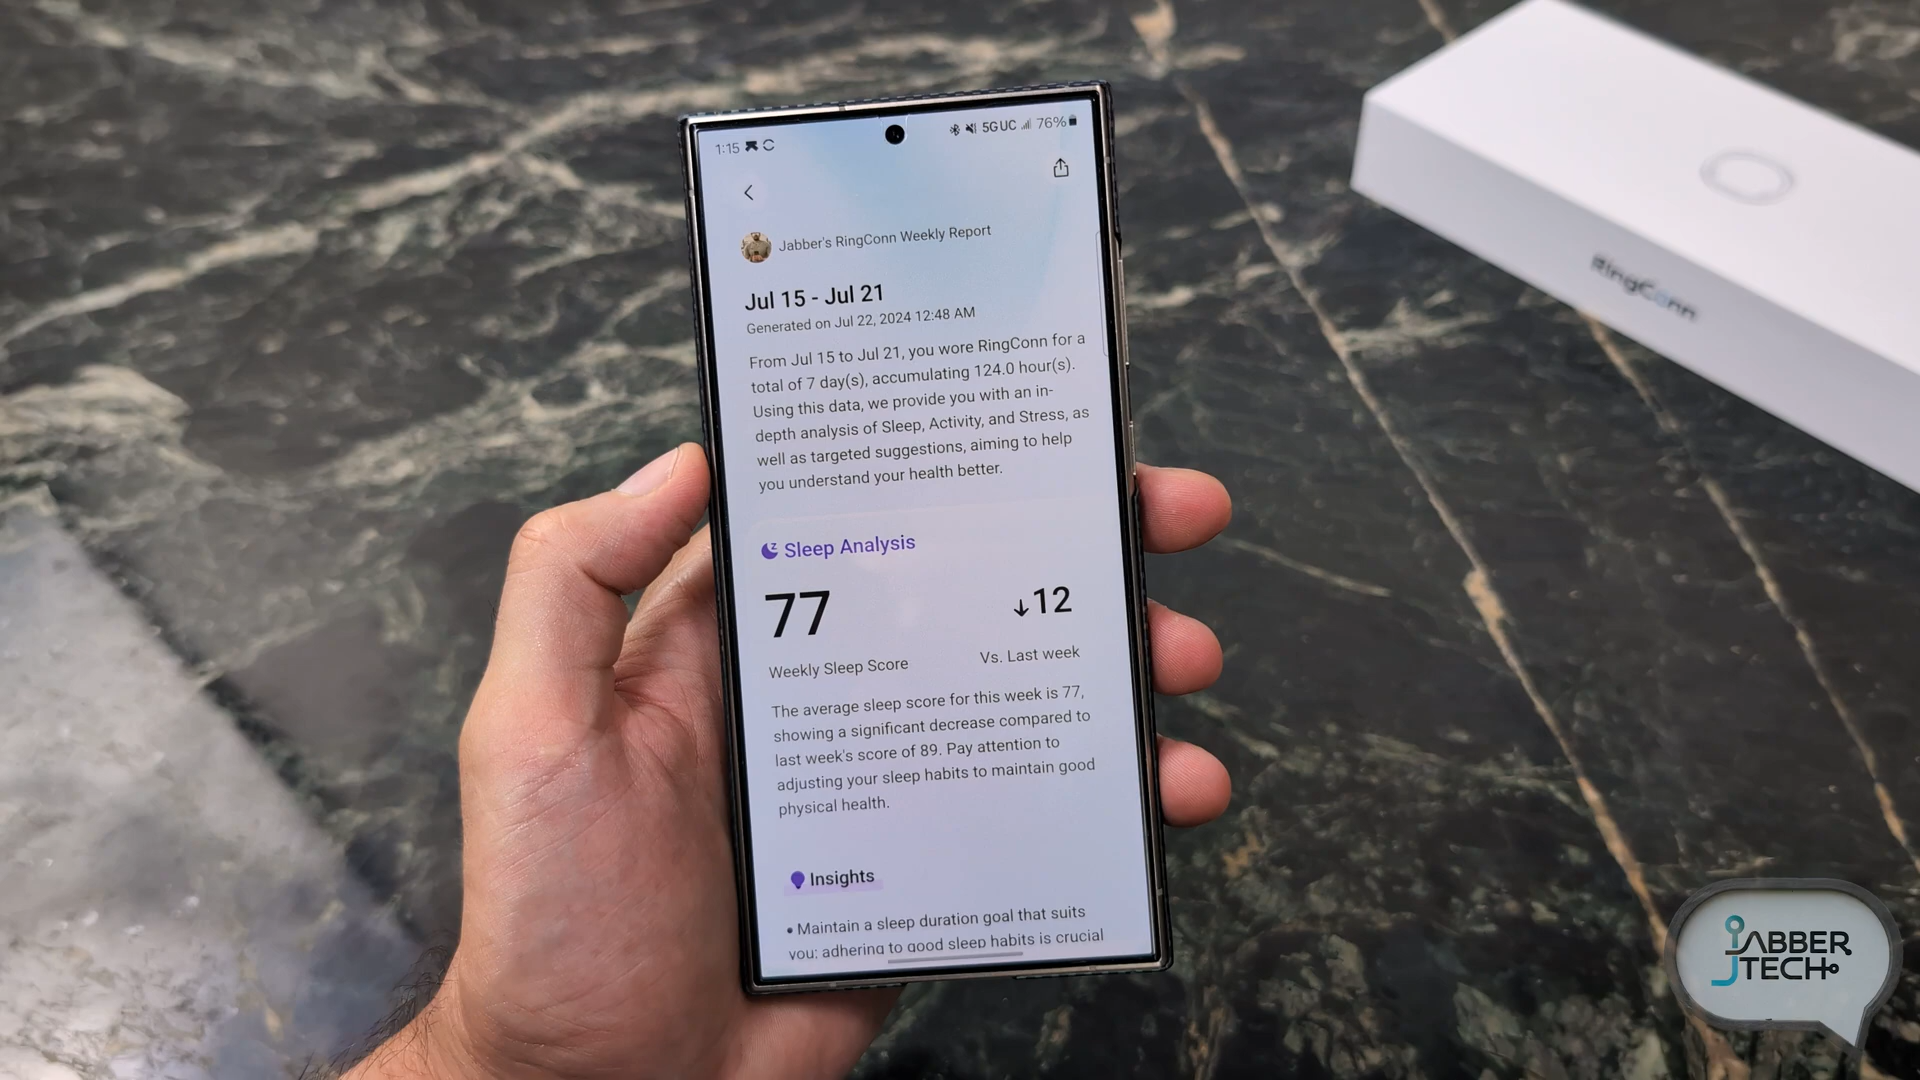 1:15
5G UC 76%
Jabber's RingConn Weekly Report
Jul 15 - Jul 21
Generated on Jul 22, 2024 12:48 AM
From Jul 15 to Jul 21, you wore RingConn for a
total of 7 day(s), accumulating 124.0 hour(s).
Using this data, we provide you with an in-
depth analysis of Sleep, Activity, and Stress, as
well as targeted suggestions, aiming to help
you understand your health better.
Sleep Analysis
77
↓12
Weekly Sleep Score
Vs. Last week
The average sleep score for this week is 77,
showing a significant decrease compared to
last week's score of 89. Pay attention to
adjusting your sleep habits to maintain good
physical health.
Insights
• Maintain a sleep duration goal that suits
you; adhering to good sleep habits is crucial
RingConn
JABBER
TECH